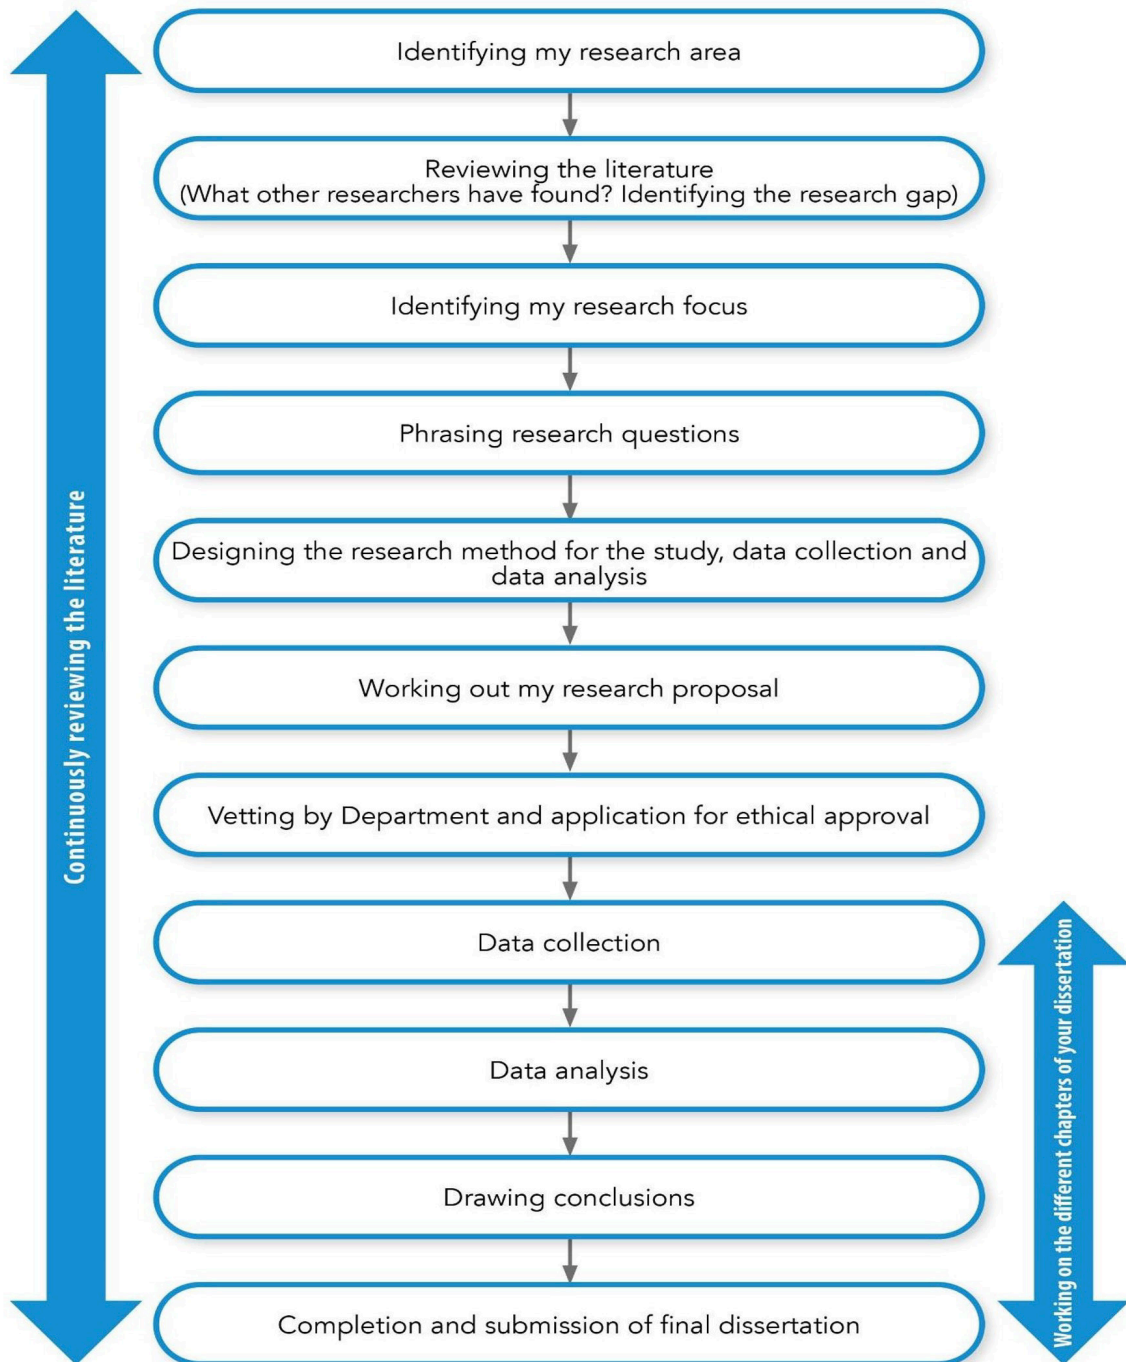 Identifying my research area
Reviewing the literature
(What other researchers have found? Identifying the research gap)
Identifying my research focus
Phrasing research questions
Designing the research method for the study, data collection and
data analysis
Working out my research proposal
Vetting by Department and application for ethical approval
Data collection
Data analysis
Drawing conclusions
Completion and submission of final dissertation
Continuously reviewing the literature
Working on the different chapters of your dissertation